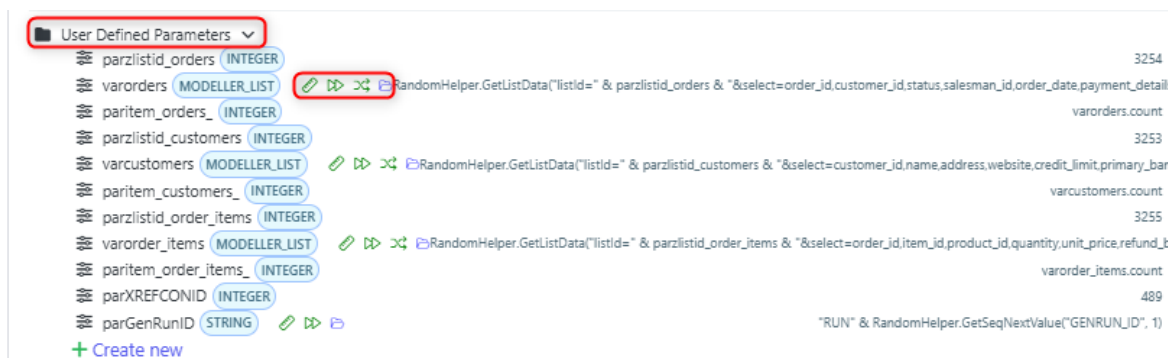 User Defined Parameters
parzlistid_orders INTEGER 3254
varorders MODELLER_LIST RandomHelper.GetListData("listId=" & parzlistid_orders & "&select=order_id,customer_id,status,salesman_id,order_date,payment_details
paritem_orders_ INTEGER varorders.count
parzlistid_customers INTEGER 3253
varcustomers MODELLER_LIST RandomHelper.GetListData("listId=" & parzlistid_customers & "&select=customer_id,name,address,website,credit_limit,primary_bar
paritem_customers_ INTEGER varcustomers.count
parzlistid_order_items INTEGER 3255
varorder_items MODELLER_LIST RandomHelper.GetListData("listId=" & parzlistid_order_items & "&select=order_id,item_id,product_id,quantity,unit_price,refund_b
paritem_order_items_ INTEGER varorder_items.count
parXREFCONID INTEGER 489
parGenRunID STRING "RUN" & RandomHelper.GetSeqNextValue("GENRUN_ID", 1)
+ Create new